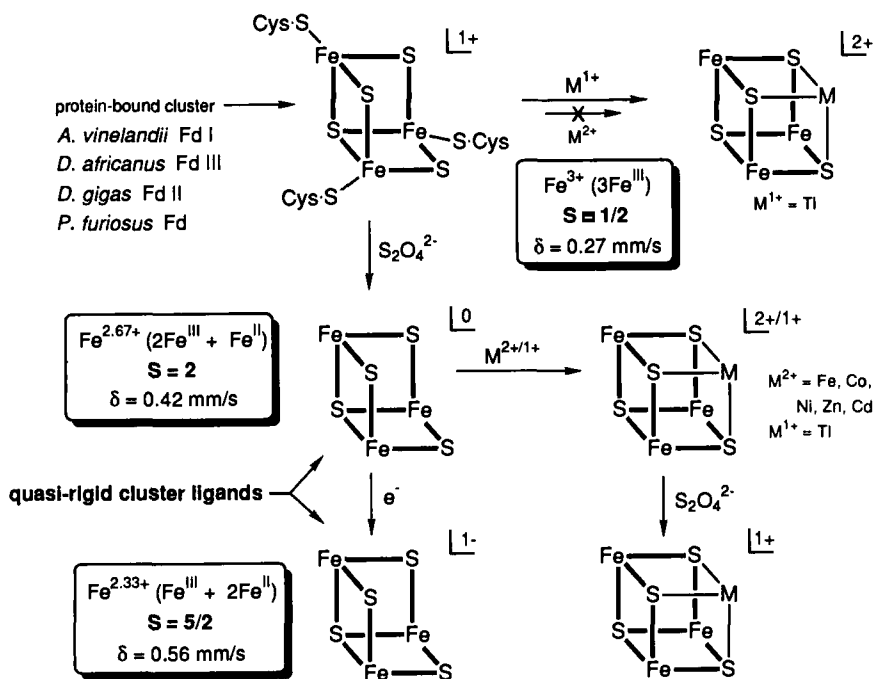 Cys·S
Fe S
]1+
S
S Fe S·Cys
Cys·S Fe S
protein-bound cluster
A. vinelandii Fd I
D. africanus Fd III
D. gigas Fd II
P. furiosus Fd
M1+
X
M2+
]2+
Fe S
S M
S Fe
Fe S
M1+ = Tl
Fe3+ (3FeIII)
S = 1/2
δ = 0.27 mm/s
S2O42-
Fe2.67+ (2FeIII + FeII)
S = 2
δ = 0.42 mm/s
]0
Fe S
S
S Fe
Fe S
M2+/1+
]2+/1+
Fe S
S M
S Fe
Fe S
M2+ = Fe, Co,
Ni, Zn, Cd
M1+ = Tl
quasi-rigid cluster ligands
e-
S2O42-
Fe2.33+ (FeIII + 2FeII)
S = 5/2
δ = 0.56 mm/s
]1-
Fe S
S
S Fe
Fe S
]1+
Fe S
S M
S Fe
Fe S